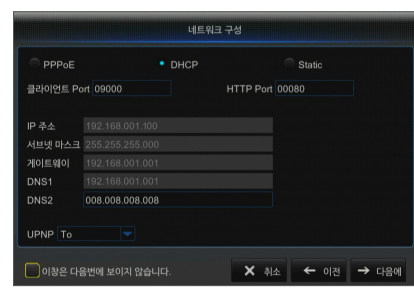 네트워크 구성
PPPoE DHCP Static
클라이언트 Port 09000 HTTP Port 00080
IP 주소 192.168.001.100
서브넷 마스크 255.255.255.000
게이트웨이 192.168.001.001
DNS1 192.168.001.001
DNS2 008.008.008.008
UPNP To
이창은 다음번에 보이지 않습니다. 취소 이전 다음에